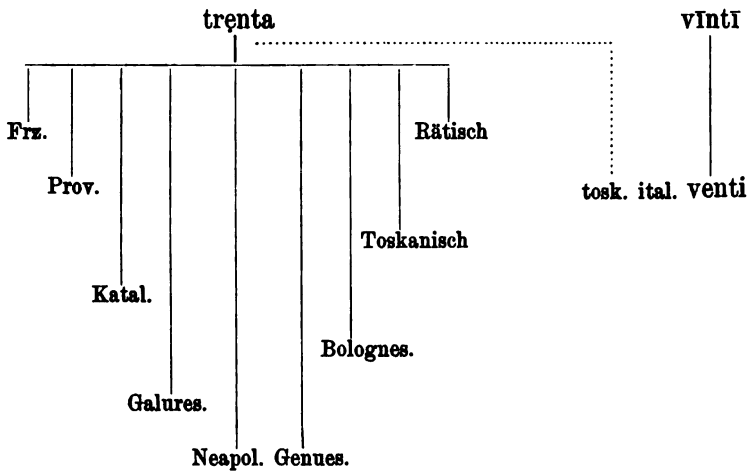 trẹnta vīntī
Frz. Rätisch
Prov. tosk. ital. venti
Toskanisch
Katal.
Bolognes.
Galures.
Neapol. Genues.